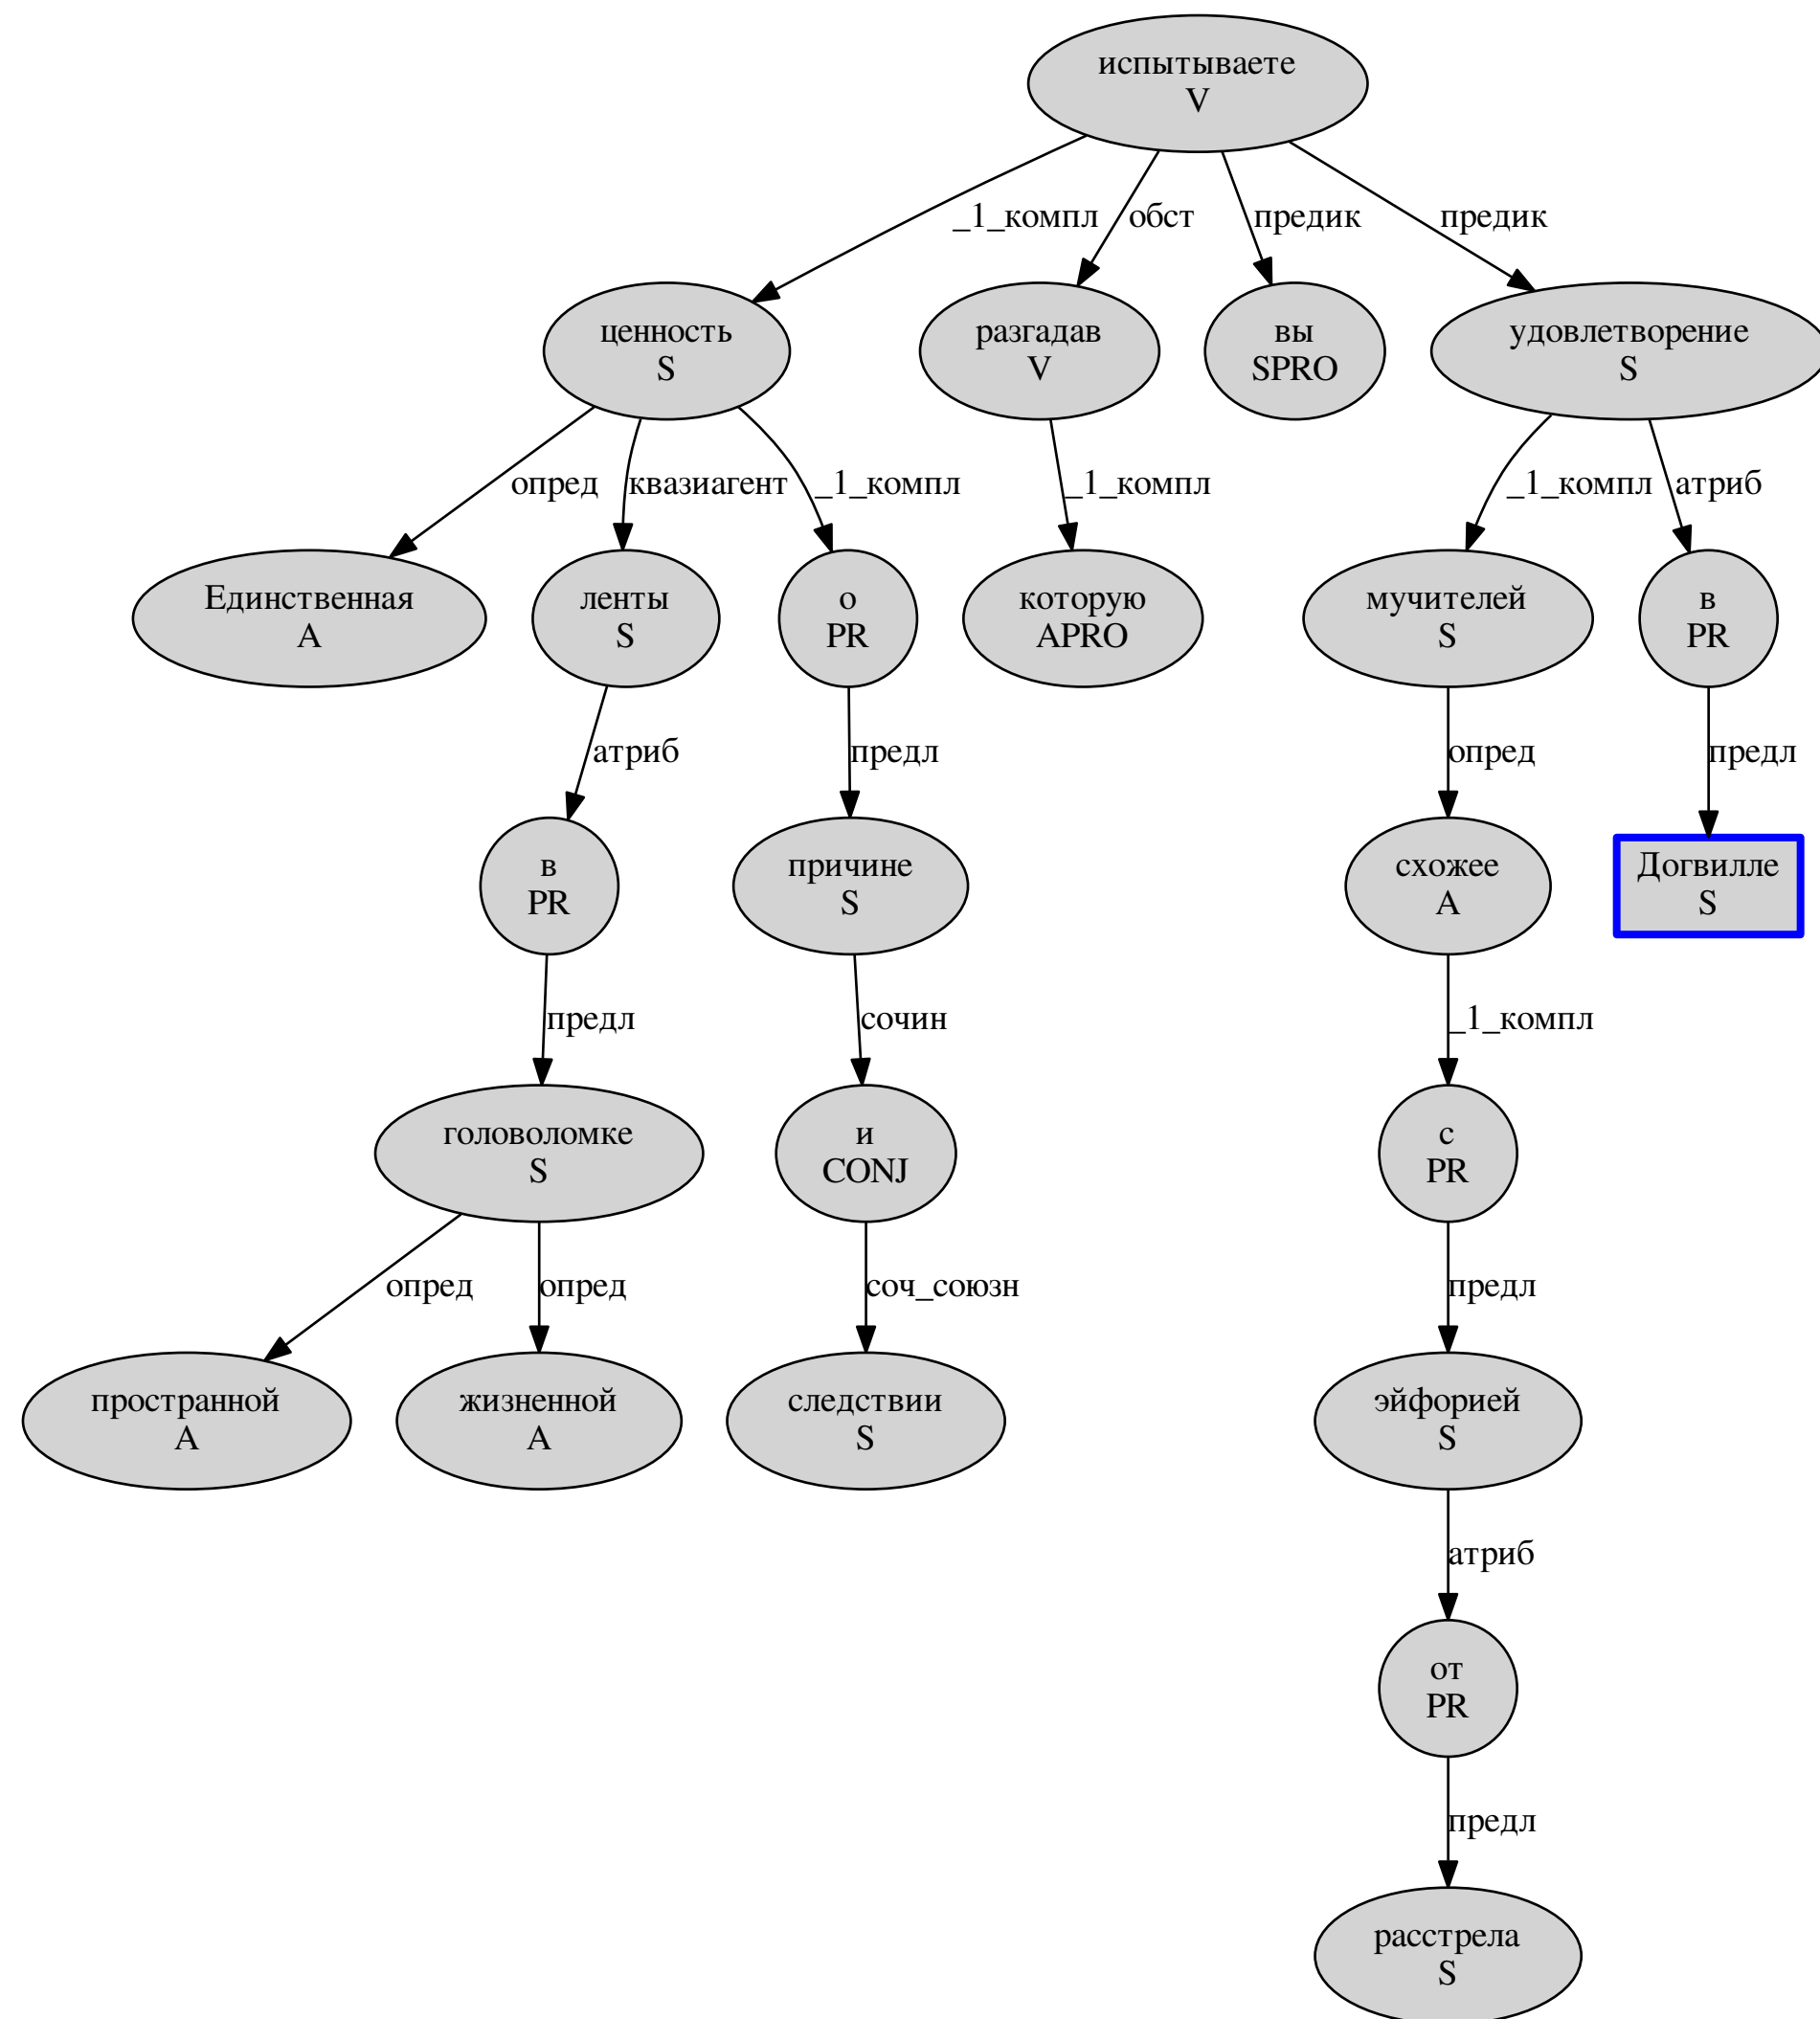 испытываете
V
_1_компл
обст
предик
предик
ценность
S
разгадав
V
вы
SPRO
удовлетворение
S
опред
квазиагент
_1_компл
_1_компл
_1_компл
атриб
Единственная
A
ленты
S
о
PR
которую
APRO
мучителей
S
в
PR
атриб
предл
опред
предл
в
PR
причине
S
схожее
A
Догвилле
S
предл
сочин
_1_компл
головоломке
S
и
CONJ
с
PR
опред
опред
соч_союзн
предл
пространной
A
жизненной
A
следствии
S
эйфорией
S
атриб
от
PR
предл
расстрела
S